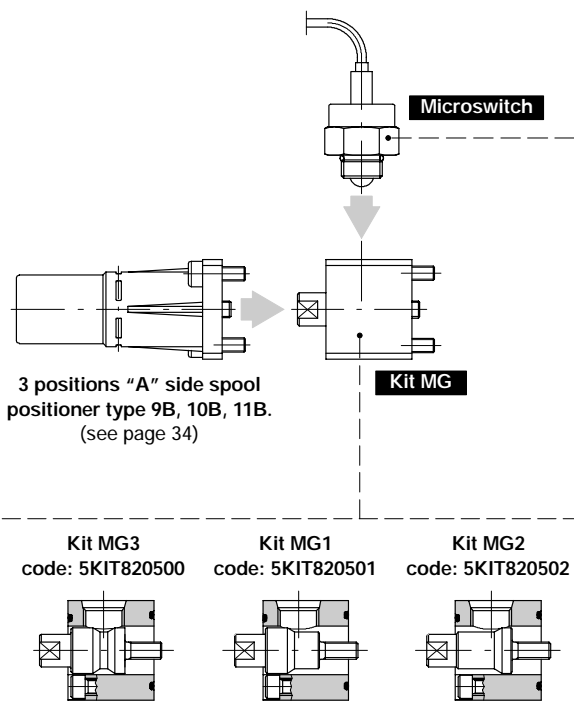 Microswitch
Kit MG
3 positions “A” side spool
positioner type 9B, 10B, 11B.
(see page 34)
Kit MG3
code: 5KIT820500
Kit MG1
code: 5KIT820501
Kit MG2
code: 5KIT820502